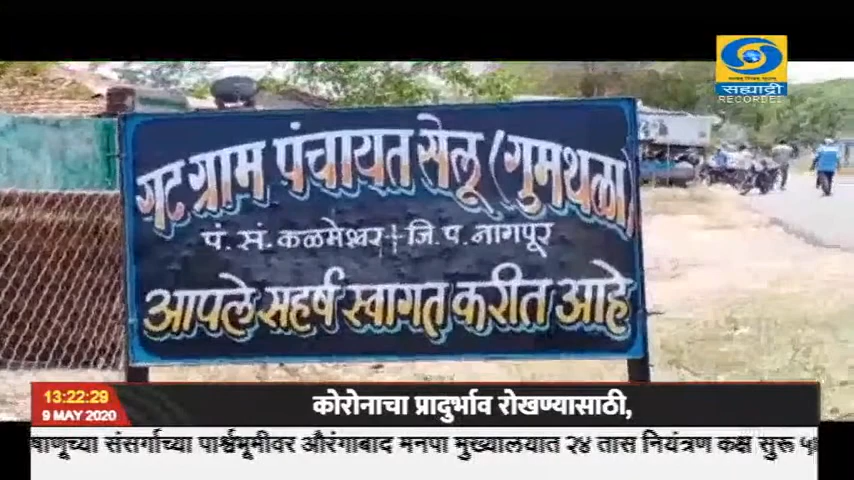 सह्याद्री
RECORDED
गट ग्राम पंचायत सेलू (गुमथळा)
पं. सं. कळमेश्वर जि. प. नागपूर
आपले सहर्ष स्वागत करीत आहे
13:22:29
9 MAY 2020
कोरोनाचा प्रादुर्भाव रोखण्यासाठी,
संसर्गाच्या पार्श्वभूमीवर औरंगाबाद मनपा मुख्यालयात २४ तास नियंत्रण कक्ष सुरू